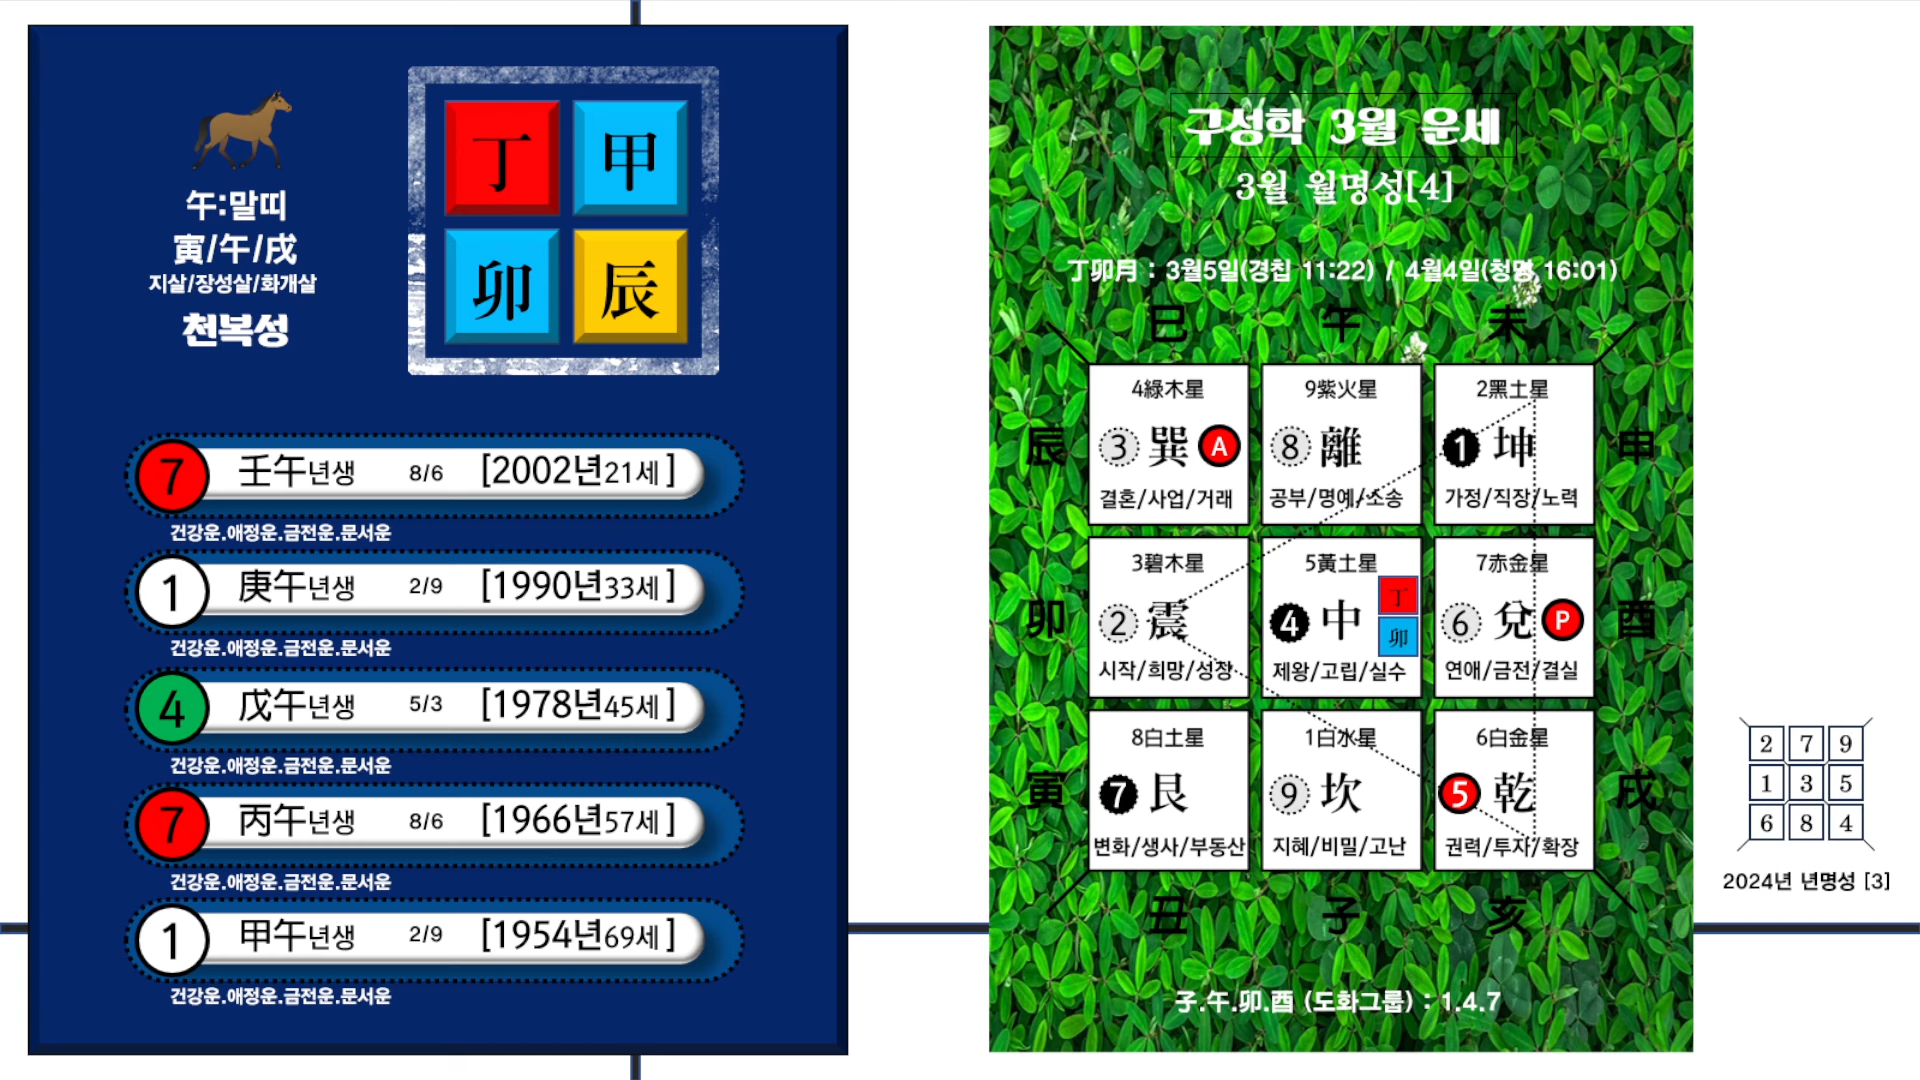 午:말띠
寅/午/戌
지살/장성살/화개살
천복성
丁 甲
卯 辰
7 壬午년생 8/6 [2002년21세]
건강운.애정운.금전운.문서운
1 庚午년생 2/9 [1990년33세]
건강운.애정운.금전운.문서운
4 戊午년생 5/3 [1978년45세]
건강운.애정운.금전운.문서운
7 丙午년생 8/6 [1966년57세]
건강운.애정운.금전운.문서운
1 甲午년생 2/9 [1954년69세]
건강운.애정운.금전운.문서운
구성학 3월 운세
3월 월명성[4]
丁卯月 : 3월5일(경칩 11:22) / 4월4일(청명 16:01)
巳 午 未
4綠木星 9紫火星 2黑土星
辰 3 巽 A 8 離 1 坤 申
결혼/사업/거래 공부/명예/소송 가정/직장/노력
3碧木星 5黃土星 7赤金星
丁
卯 2 震 4 中 6 兌 P 酉
卯
시작/희망/성장 제왕/고립/실수 연애/금전/결실
8白土星 1白水星 6白金星
寅 7 艮 9 坎 5 乾 戌
변화/생사/부동산 지혜/비밀/고난 권력/투자/확장
丑 子 亥
子.午.卯.酉 (도화그룹) : 1.4.7
2 7 9
1 3 5
6 8 4
2024년 년명성 [3]